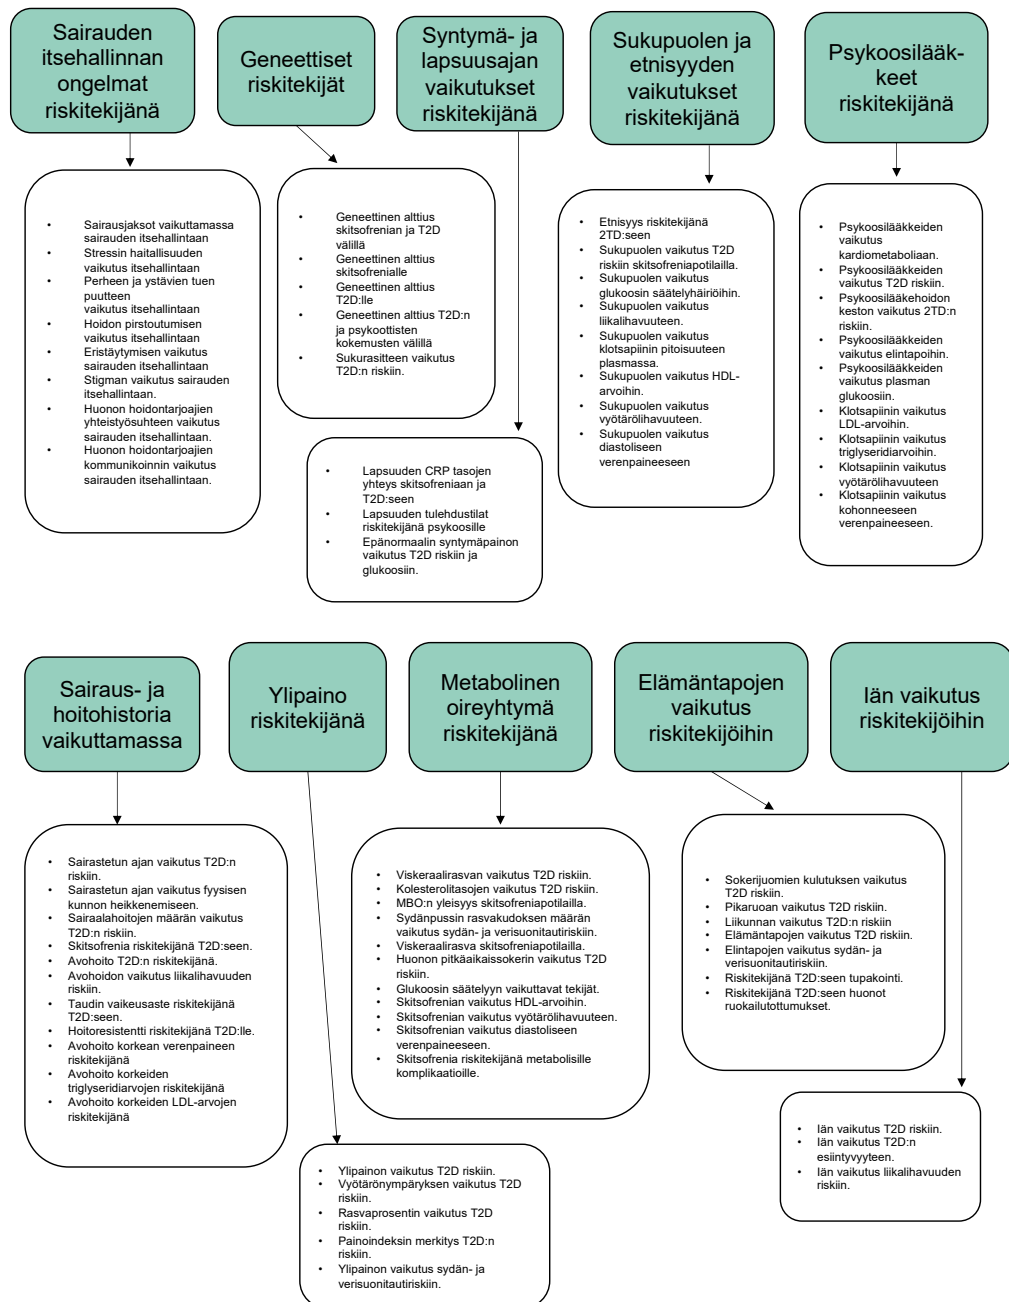 Sairauden
itsehallinnan
ongelmat
riskitekijänä
Geneettiset
riskitekijät
Syntymä- ja
lapsuusajan
vaikutukset
riskitekijänä
Sukupuolen ja
etnisyyden
vaikutukset
riskitekijänä
Psykoosilääk-
keet
riskitekijänä
• Sairausjaksot vaikuttamassa
sairauden itsehallintaan
• Stressin haitallisuuden
vaikutus itsehallintaan
• Perheen ja ystävien tuen
puutteen
vaikutus itsehallintaan
• Hoidon pirstoutumisen
vaikutus itsehallintaan
• Eristäytymisen vaikutus
sairauden itsehallintaan
• Stigman vaikutus sairauden
itsehallintaan.
• Huonon hoidontarjoajien
yhteistyösuhteen vaikutus
sairauden itsehallintaan.
• Huonon hoidontarjoajien
kommunikoinnin vaikutus
sairauden itsehallintaan.
• Geneettinen alttius
skitsofrenian ja T2D
välillä
• Geneettinen alttius
skitsofrenialle
• Geneettinen alttius
T2D:lle
• Geneettinen alttius T2D:n
ja psykoottisten
kokemusten välillä
• Sukurasitteen vaikutus
T2D:n riskiin.
• Lapsuuden CRP tasojen
yhteys skitsofreniaan ja
T2D:seen
• Lapsuuden tulehdustilat
riskitekijänä psykoosille
• Epänormaalin syntymäpainon
vaikutus T2D riskiin ja
glukoosiin.
• Etnisyys riskitekijänä
2TD:seen
• Sukupuolen vaikutus T2D
riskiin skitsofreniapotilailla.
• Sukupuolen vaikutus
glukoosin säätelyhäiriöihin.
• Sukupuolen vaikutus
liikalihavuuteen.
• Sukupuolen vaikutus
klotsapiinin pitoisuuteen
plasmassa.
• Sukupuolen vaikutus HDL-
arvoihin.
• Sukupuolen vaikutus
vyötärölihavuuteen.
• Sukupuolen vaikutus
diastoliseen
verenpaineeseen
• Psykoosilääkkeiden
vaikutus
kardiometaboliaan.
• Psykoosilääkkeiden
vaikutus T2D riskiin.
• Psykoosilääkehoidon
keston vaikutus 2TD:n
riskiin.
• Psykoosilääkkeiden
vaikutus elintapoihin.
• Psykoosilääkkeiden
vaikutus plasman
glukoosiin.
• Klotsapiinin vaikutus
LDL-arvoihin.
• Klotsapiinin vaikutus
triglyseridiarvoihin.
• Klotsapiinin vaikutus
vyötärölihavuuteen
• Klotsapiinin vaikutus
kohonneeseen
verenpaineeseen.
Sairaus- ja
hoitohistoria
vaikuttamassa
Ylipaino
riskitekijänä
Metabolinen
oireyhtymä
riskitekijänä
Elämäntapojen
vaikutus
riskitekijöihin
Iän vaikutus
riskitekijöihin
• Sairastetun ajan vaikutus T2D:n
riskiin.
• Sairastetun ajan vaikutus fyysisen
kunnon heikkenemiseen.
• Sairaalahoitojen määrän vaikutus
T2D:n riskiin.
• Skitsofrenia riskitekijänä T2D:seen.
• Avohoito T2D:n riskitekijänä.
• Avohoidon vaikutus liikalihavuuden
riskiin.
• Taudin vaikeusaste riskitekijänä
T2D:seen.
• Hoitoresistentti riskitekijänä T2D:lle.
• Avohoito korkean verenpaineen
riskitekijänä
• Avohoito korkeiden
triglyseridiarvojen riskitekijänä
• Avohoito korkeiden LDL-arvojen
riskitekijänä
• Ylipainon vaikutus T2D riskiin.
• Vyötärönympäryksen vaikutus T2D
riskiin.
• Rasvaprosentin vaikutus T2D
riskiin.
• Painoindeksin merkitys T2D:n
riskiin.
• Ylipainon vaikutus sydän- ja
verisuonitautiriskiin.
• Viskeraalirasvan vaikutus T2D riskiin.
• Kolesterolitasojen vaikutus T2D riskiin.
• MBO:n yleisyys skitsofreniapotilailla.
• Sydänpussin rasvakudoksen määrän
vaikutus sydän- ja verisuonitautiriskiin.
• Viskeraalirasva skitsofreniapotilailla.
• Huonon pitkäaikaissokerin vaikutus T2D
riskiin.
• Glukoosin säätelyyn vaikuttavat tekijät.
• Skitsofrenian vaikutus HDL-arvoihin.
• Skitsofrenian vaikutus vyötärölihavuuteen.
• Skitsofrenian vaikutus diastoliseen
verenpaineeseen.
• Skitsofrenia riskitekijänä metabolisille
komplikaatioille.
• Sokerijuomien kulutuksen vaikutus
T2D riskiin.
• Pikaruoan vaikutus T2D riskiin.
• Liikunnan vaikutus T2D:n riskiin
• Elämäntapojen vaikutus T2D riskiin.
• Elintapojen vaikutus sydän- ja
verisuonitautiriskiin.
• Riskitekijänä T2D:seen tupakointi.
• Riskitekijänä T2D:seen huonot
ruokailutottumukset.
• Iän vaikutus T2D riskiin.
• Iän vaikutus T2D:n
esiintyvyyteen.
• Iän vaikutus liikalihavuuden
riskiin.